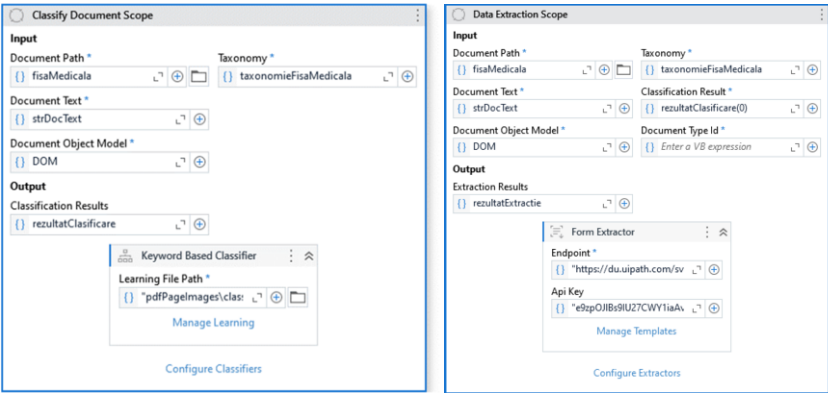 Classify Document Scope
Input
Document Path *
Taxonomy *
{} fisaMedicala
{} taxonomieFisaMedicala
Document Text *
{} strDocText
Document Object Model *
{} DOM
Output
Classification Results
{} rezultatClasificare
Keyword Based Classifier
Learning File Path *
{} "pdfPageImages\clas
Manage Learning
Configure Classifiers
Data Extraction Scope
Input
Document Path *
Taxonomy *
{} fisaMedicala
{} taxonomieFisaMedicala
Document Text *
Classification Result *
{} strDocText
{} rezultatClasificare(0)
Document Object Model *
Document Type Id *
{} DOM
{} Enter a VB expression
Output
Extraction Results
{} rezultatExtractie
Form Extractor
Endpoint *
{} "https://du.uipath.com/sv
Api Key
Manage Templates
Configure Extractors